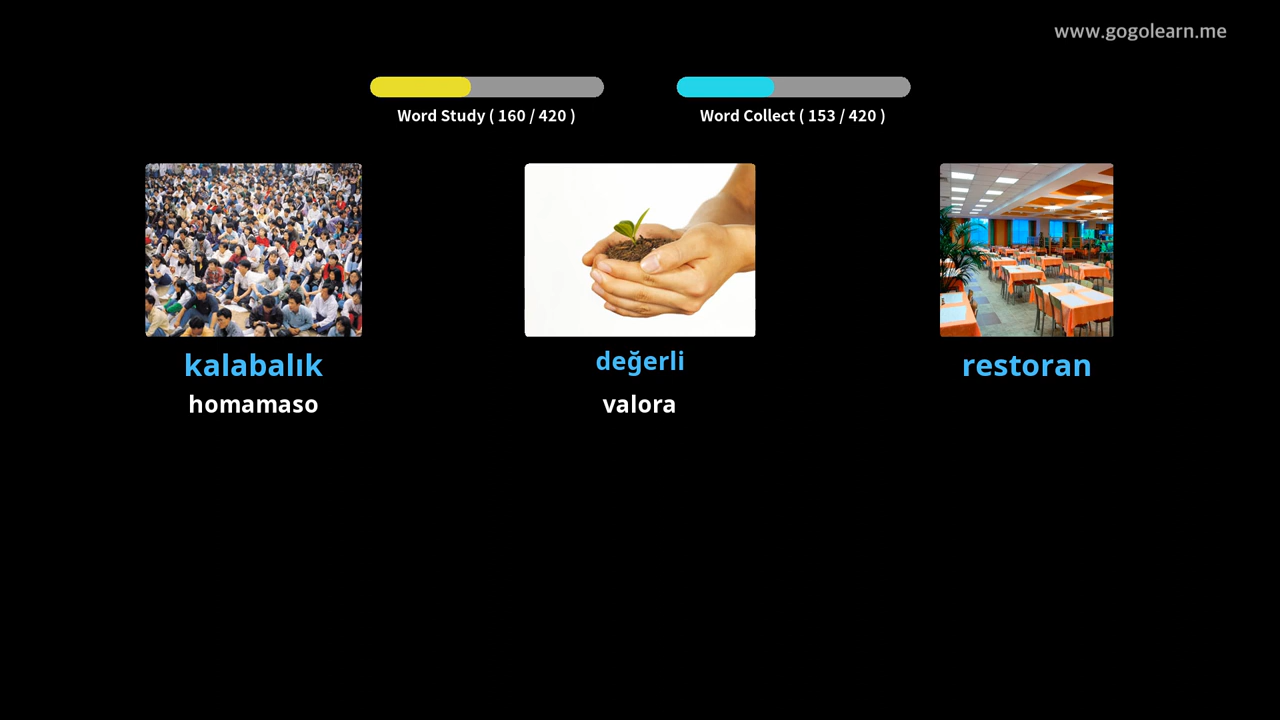 www.gogolearn.me
Word Study ( 160 / 420 )
Word Collect ( 153 / 420 )
kalabalık
homamaso
değerli
valora
restoran